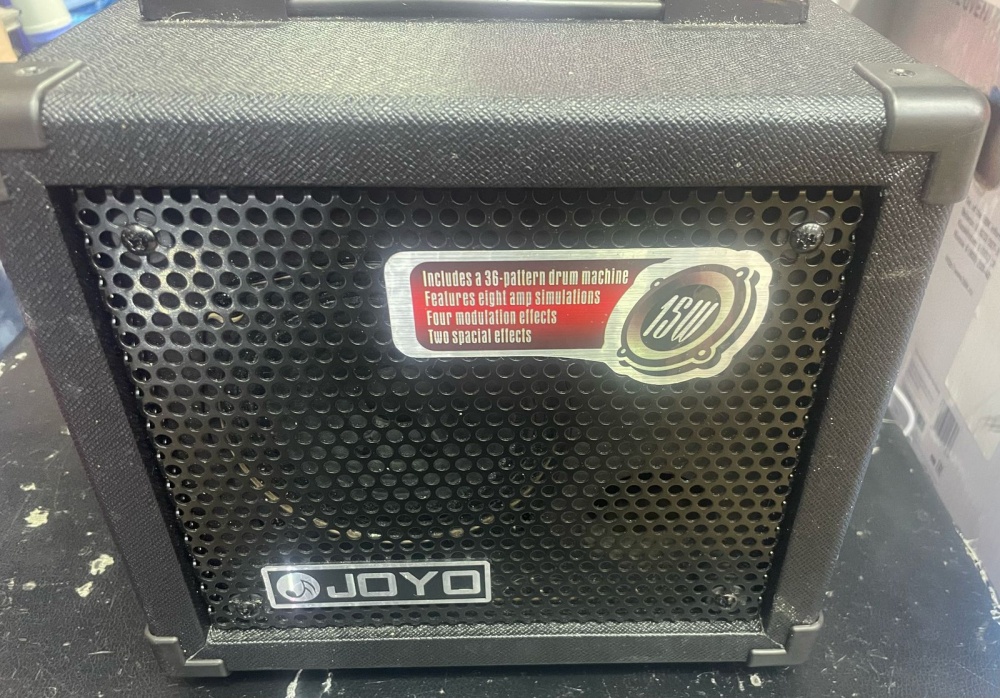 Includes a 36-pattern drum machine
Features eight amp simulations
Four modulation effects
Two spacial effects
15W
JOYO